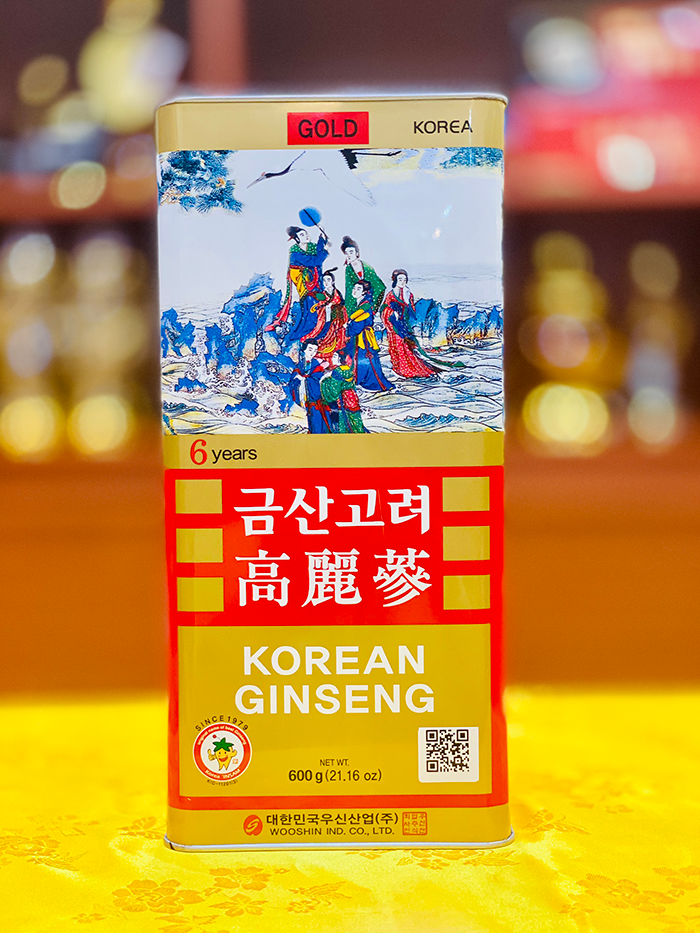 GOLD
KOREA
6 years
금산고려
高麗蔘
KOREAN
GINSENG
SINCE 1979
NET WT.
600 g (21.16 oz)
대한민국우신산업(주)
WOOSHIN IND. CO., LTD.